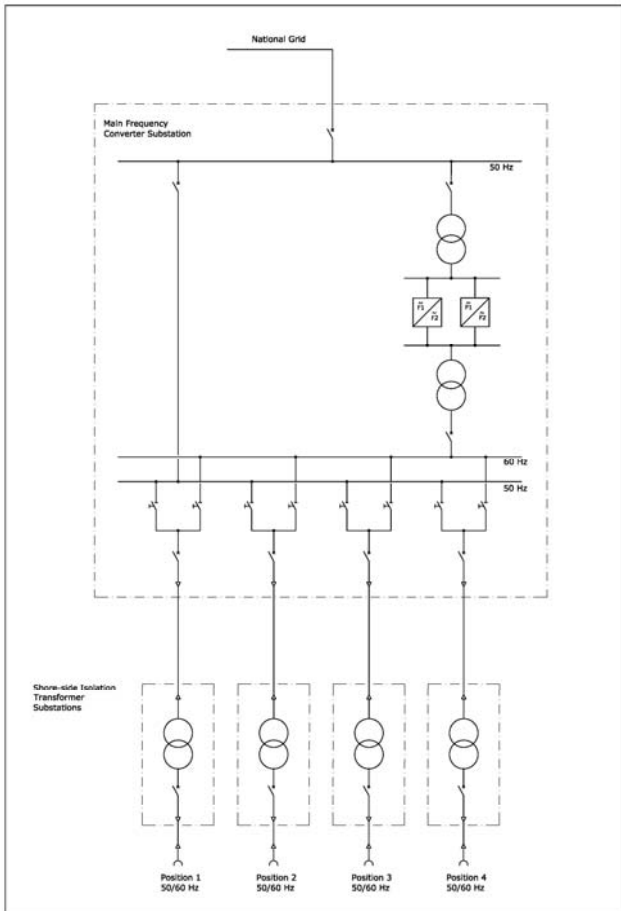 National Grid
Main Frequency
Converter Substation
50 Hz
F1
F2
F1
F2
60 Hz
50 Hz
Shore-side Isolation
Transformer
Substations
Position 1
50/60 Hz
Position 2
50/60 Hz
Position 3
50/60 Hz
Position 4
50/60 Hz